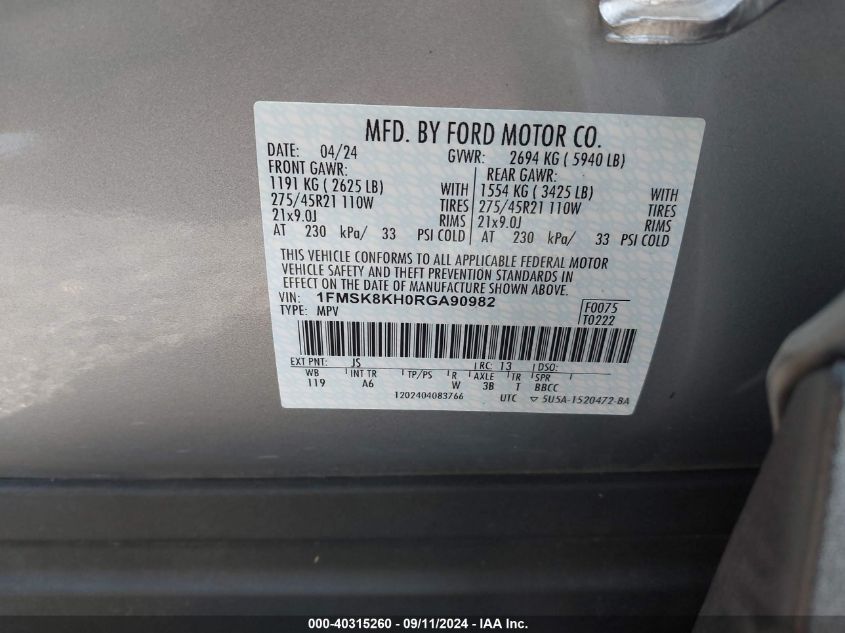 MFD. BY FORD MOTOR CO.
DATE: 04/24 GVWR: 2694 KG ( 5940 LB)
FRONT GAWR: REAR GAWR:
1191 KG ( 2625 LB) WITH 1554 KG ( 3425 LB) WITH
275/45R21 110W TIRES 275/45R21 110W TIRES
21x9.0J RIMS 21x9.0J RIMS
AT 230 kPa/ 33 PSI COLD AT 230 kPa/ 33 PSI COLD
THIS VEHICLE CONFORMS TO ALL APPLICABLE FEDERAL MOTOR
VEHICLE SAFETY AND THEFT PREVENTION STANDARDS IN
EFFECT ON THE DATE OF MANUFACTURE SHOWN ABOVE.
VIN: 1FMSK8KH0RGA90982 F0075
TYPE: MPV T0222
EXT PNT: JS RC: 13 DSO:
WB INT TR TP/PS R AXLE TR SPR
119 A6 W 3B T BBCC
1202404083766 UTC ▽ 5U5A-1520472-BA
000-40315260 - 09/11/2024 - IAA Inc.